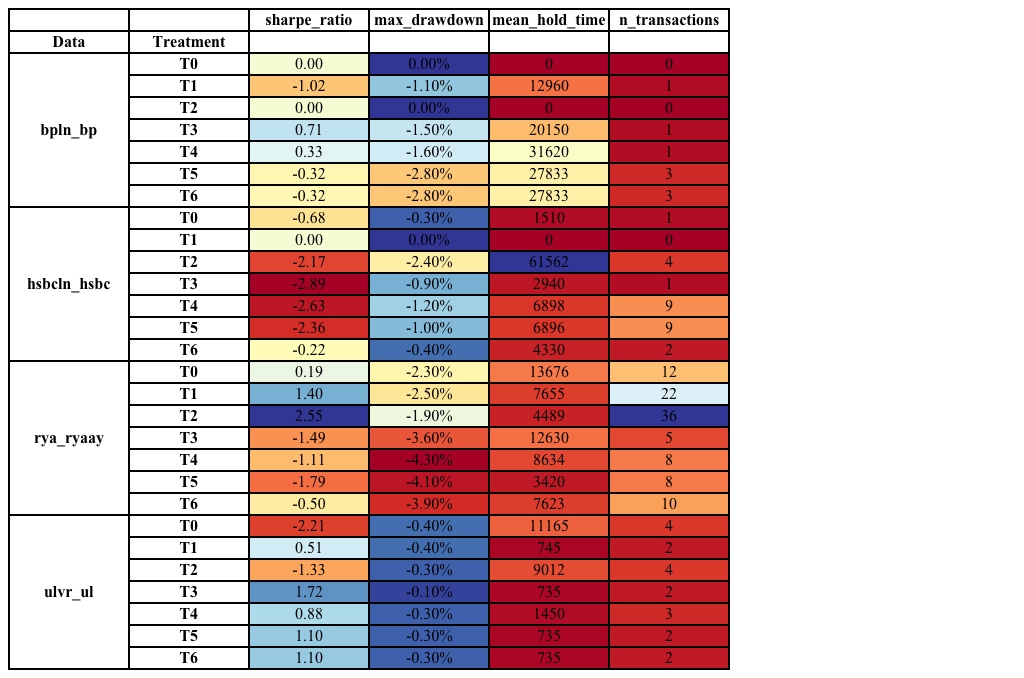 sharpe_ratio max_drawdown mean_hold_time n_transactions
Data Treatment
T0 0.00 0.00% 0 0
T1 -1.02 -1.10% 12960 1
T2 0.00 0.00% 0 0
bpln_bp T3 0.71 -1.50% 20150 1
T4 0.33 -1.60% 31620 1
T5 -0.32 -2.80% 27833 3
T6 -0.32 -2.80% 27833 3
T0 -0.68 -0.30% 1510 1
T1 0.00 0.00% 0 0
T2 -2.17 -2.40% 61562 4
hsbcln_hsbc T3 -2.89 -0.90% 2940 1
T4 -2.63 -1.20% 6898 9
T5 -2.36 -1.00% 6896 9
T6 -0.22 -0.40% 4330 2
T0 0.19 -2.30% 13676 12
T1 1.40 -2.50% 7655 22
T2 2.55 -1.90% 4489 36
rya_ryaay T3 -1.49 -3.60% 12630 5
T4 -1.11 -4.30% 8634 8
T5 -1.79 -4.10% 3420 8
T6 -0.50 -3.90% 7623 10
T0 -2.21 -0.40% 11165 4
T1 0.51 -0.40% 745 2
T2 -1.33 -0.30% 9012 4
ulvr_ul T3 1.72 -0.10% 735 2
T4 0.88 -0.30% 1450 3
T5 1.10 -0.30% 735 2
T6 1.10 -0.30% 735 2